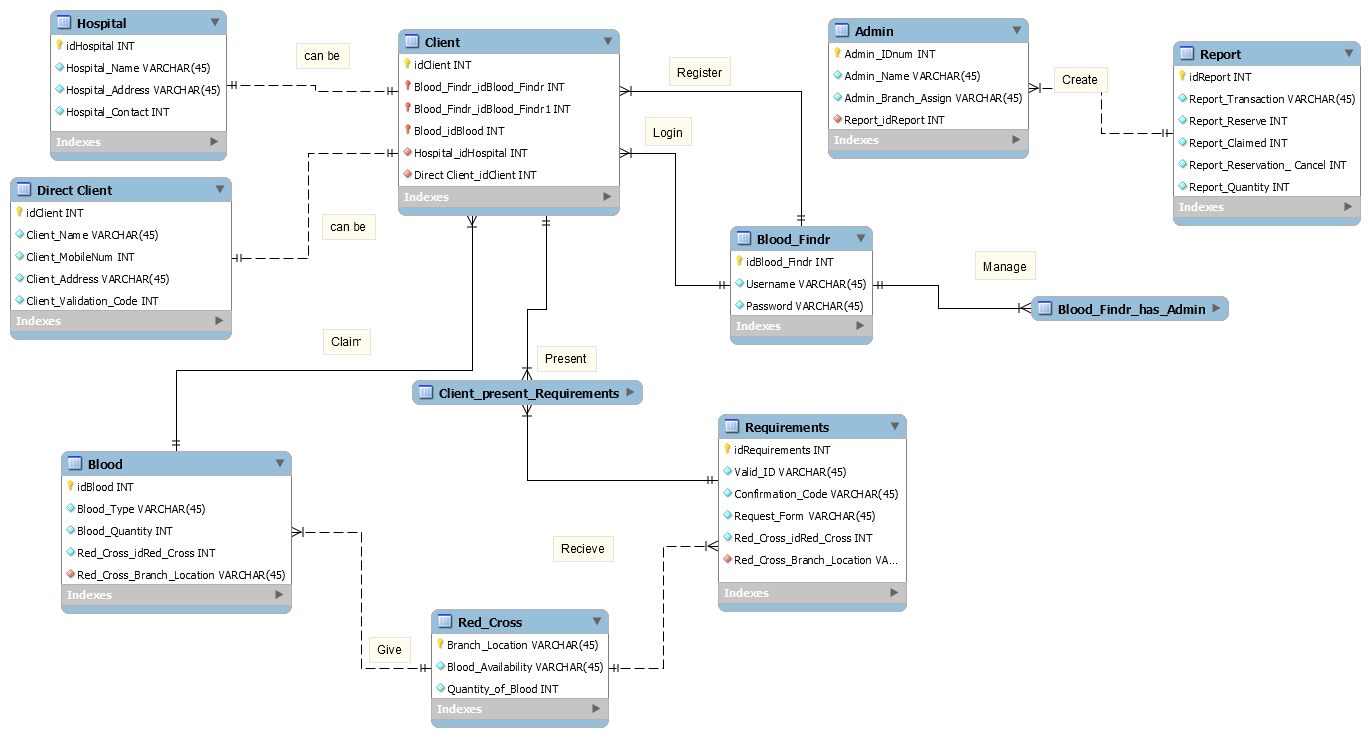 Hospital
idHospital INT
Hospital_Name VARCHAR(45)
Hospital_Address VARCHAR(45)
Hospital_Contact INT
Indexes
can be
Client
idClient INT
Blood_Findr_idBlood_Findr INT
Blood_Findr_idBlood_Findr1 INT
Blood_idBlood INT
Hospital_idHospital INT
Direct Client_idClient INT
Indexes
Register
Login
Admin
Admin_IDnum INT
Admin_Name VARCHAR(45)
Admin_Branch_Assign VARCHAR(45)
Report_idReport INT
Indexes
Create
Report
idReport INT
Report_Transaction VARCHAR(45)
Report_Reserve INT
Report_Claimed INT
Report_Reservation_ Cancel INT
Report_Quantity INT
Indexes
Direct Client
idClient INT
Client_Name VARCHAR(45)
Client_MobileNum INT
Client_Address VARCHAR(45)
Client_Validation_Code INT
Indexes
can be
Blood_Findr
idBlood_Findr INT
Username VARCHAR(45)
Password VARCHAR(45)
Indexes
Manage
Blood_Findr_has_Admin
Claim
Present
Client_present_Requirements
Requirements
idRequirements INT
Valid_ID VARCHAR(45)
Confirmation_Code VARCHAR(45)
Request_Form VARCHAR(45)
Red_Cross_idRed_Cross INT
Red_Cross_Branch_Location VA...
Indexes
Blood
idBlood INT
Blood_Type VARCHAR(45)
Blood_Quantity INT
Red_Cross_idRed_Cross INT
Red_Cross_Branch_Location VARCHAR(45)
Indexes
Recieve
Give
Red_Cross
Branch_Location VARCHAR(45)
Blood_Availability VARCHAR(45)
Quantity_of_Blood INT
Indexes